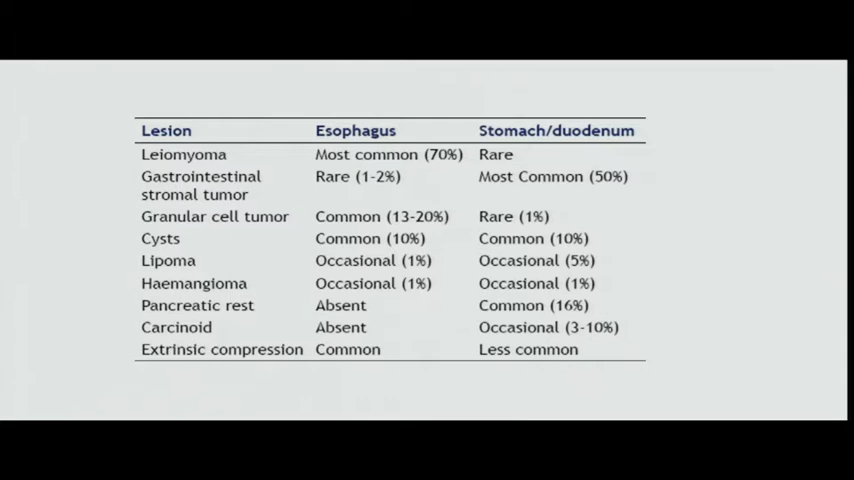 Lesion Esophagus Stomach/duodenum
Leiomyoma Most common (70%) Rare
Gastrointestinal Rare (1-2%) Most Common (50%)
stromal tumor
Granular cell tumor Common (13-20%) Rare (1%)
Cysts Common (10%) Common (10%)
Lipoma Occasional (1%) Occasional (5%)
Haemangioma Occasional (1%) Occasional (1%)
Pancreatic rest Absent Common (16%)
Carcinoid Absent Occasional (3-10%)
Extrinsic compression Common Less common